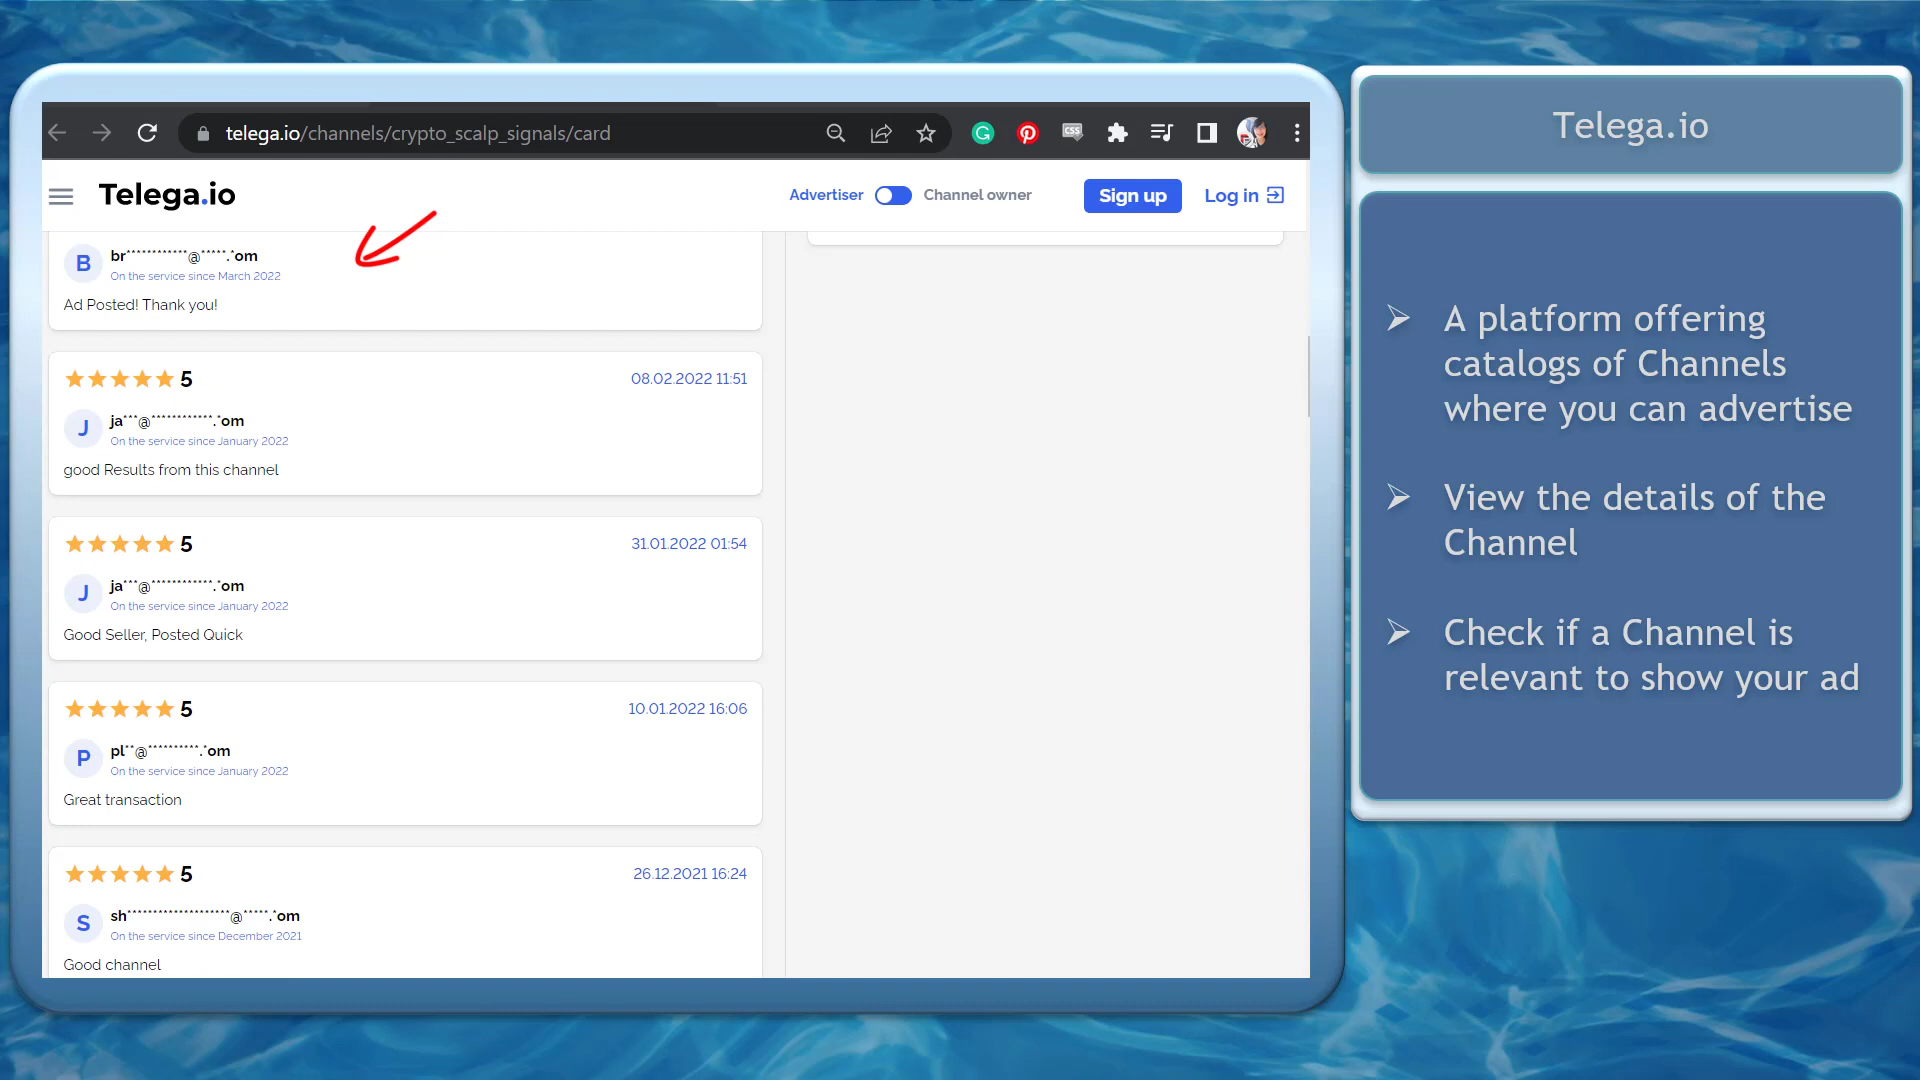 telega.io/channels/crypto_scalp_signals/card
CSS
Telega.io
Advertiser
Channel owner
Sign up
Log in
B
br************@*****.*om
On the service since March 2022
Ad Posted! Thank you!
5
08.02.2022 11:51
J
ja***@************.*om
On the service since January 2022
good Results from this channel
5
31.01.2022 01:54
J
ja***@************.*om
On the service since January 2022
Good Seller, Posted Quick
5
10.01.2022 16:06
P
pl**@**********.*om
On the service since January 2022
Great transaction
5
26.12.2021 16:24
S
sh********************@*****.*om
On the service since December 2021
Good channel
Telega.io
A platform offering
catalogs of Channels
where you can advertise
View the details of the
Channel
Check if a Channel is
relevant to show your ad